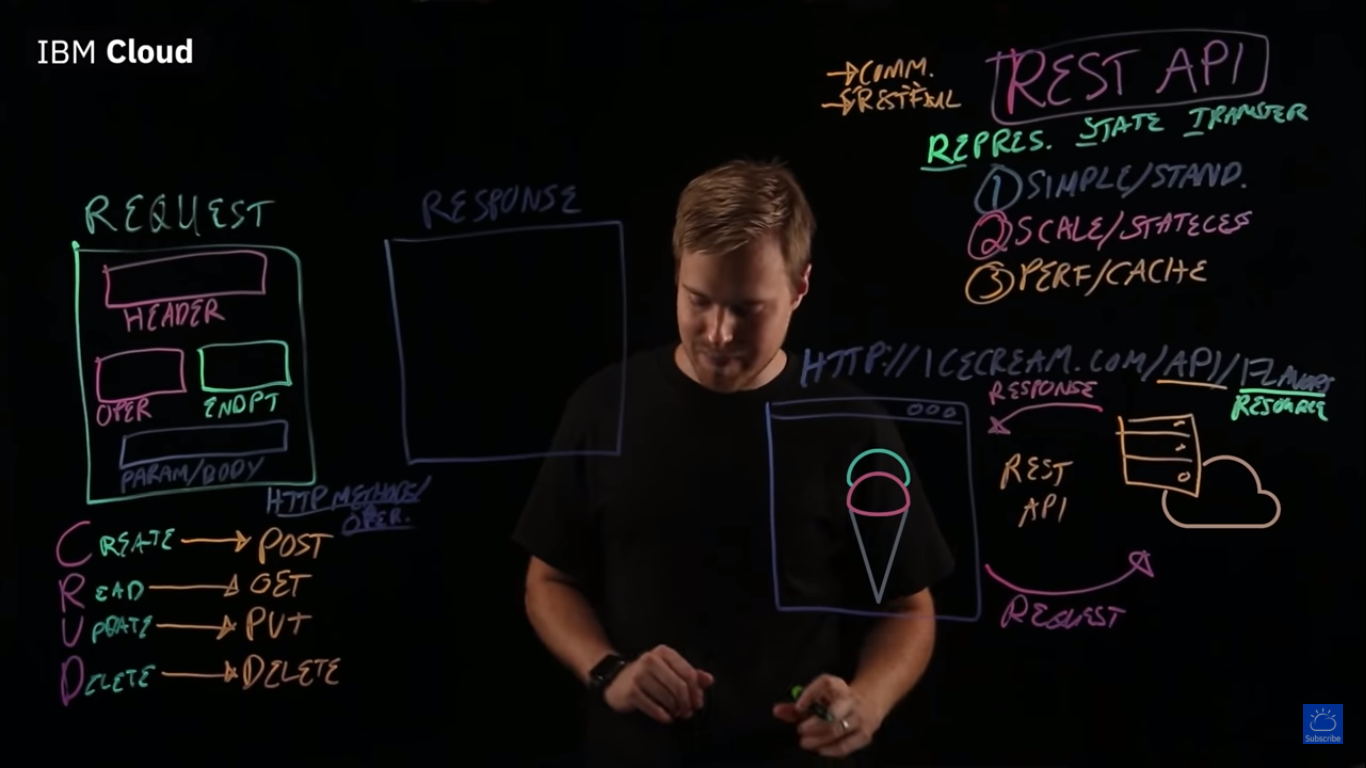 IBM Cloud
→COMM.
→RESTFUL
REST API
REPRES. STATE TRANSFER
① SIMPLE/STAND.
② SCALE/STATELESS
③ PERF/CACHE
REQUEST
HEADER
OPER
ENDPT
PARAM/BODY
RESPONSE
HTTP METHODS/
OPER.
CREATE → POST
READ → GET
UPDATE → PUT
DELETE → DELETE
HTTP://ICECREAM.COM/API/FLAVORS
RESOURCE
RESPONSE
REST
API
REQUEST
Subscribe